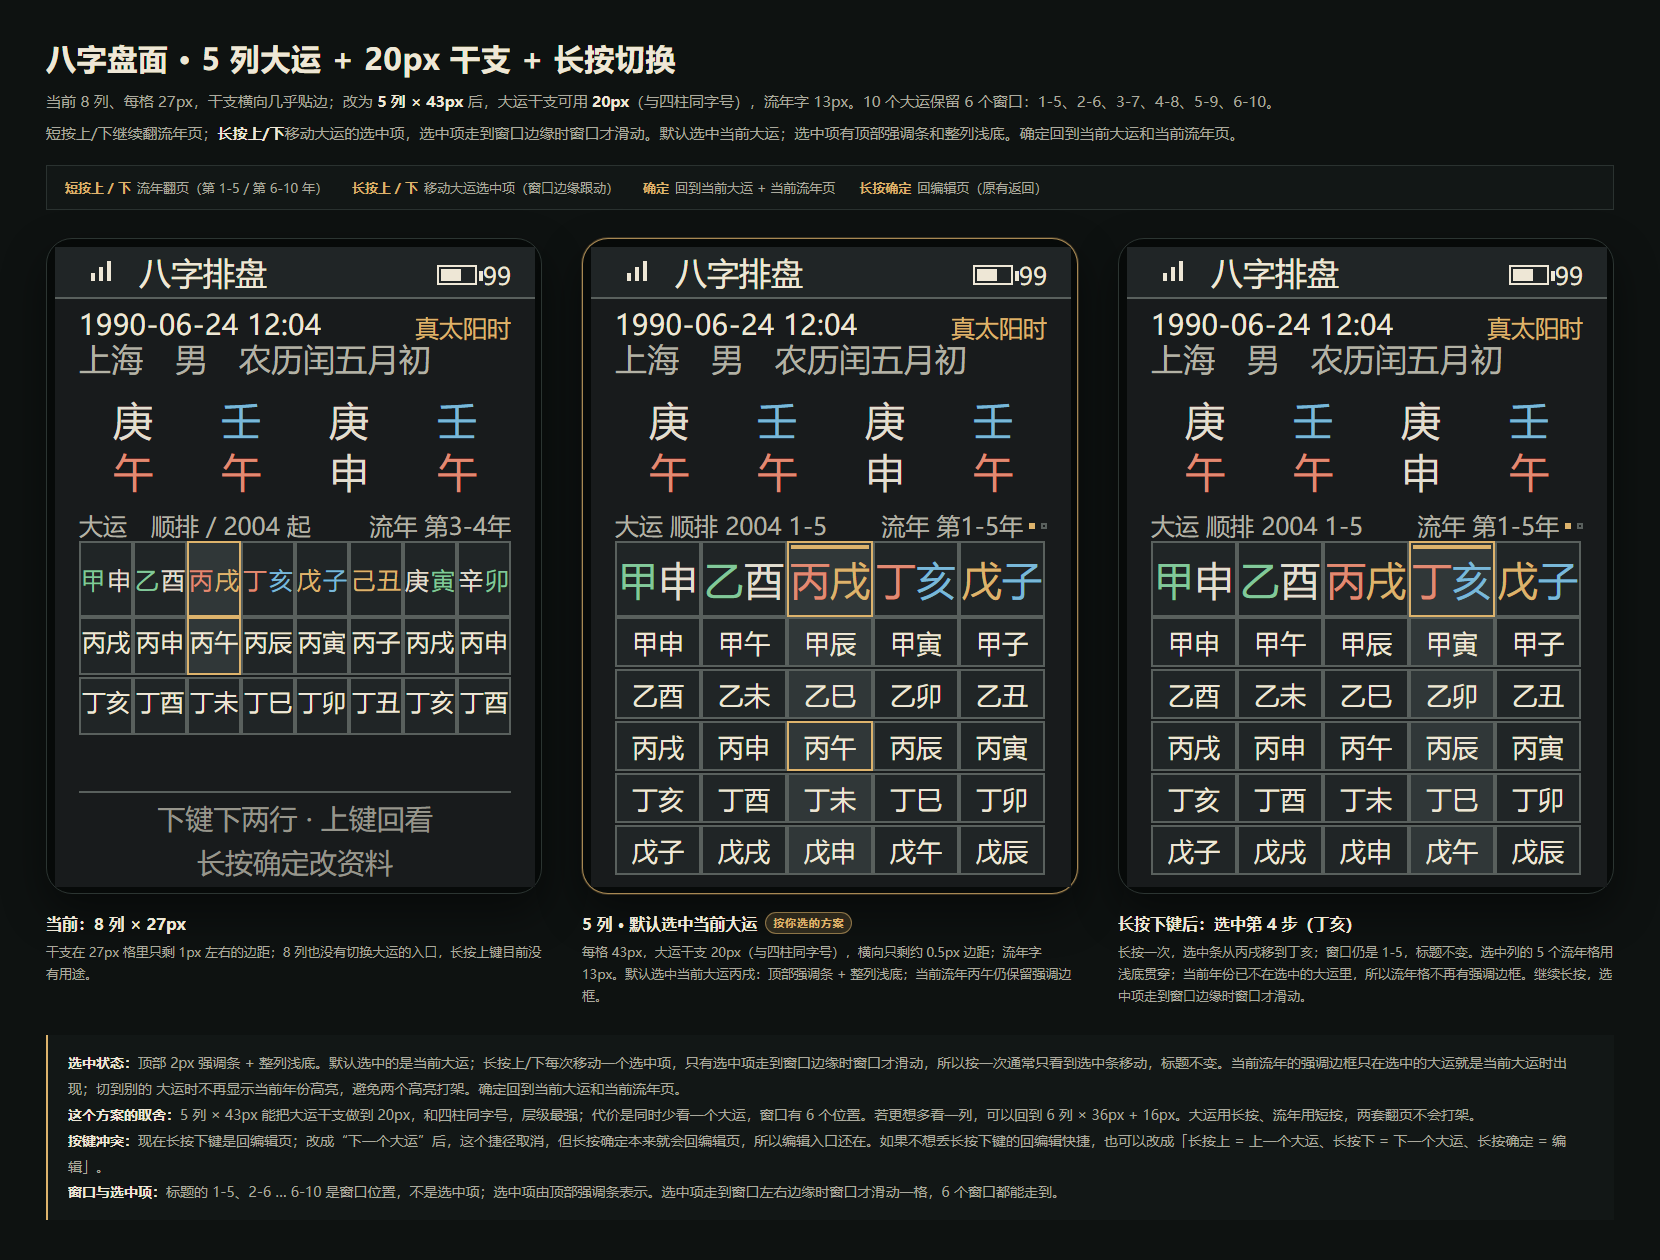 八字盘面 • 5 列大运 + 20px 干支 + 长按切换
当前 8 列、每格 27px，干支横向几乎贴边；改为 5 列 × 43px 后，大运干支可用 20px（与四柱同字号），流年字 13px。10 个大运保留 6 个窗口：1-5、2-6、3-7、4-8、5-9、6-10。
短按上/下继续翻流年页；长按上/下移动大运的选中项，选中项走到窗口边缘时窗口才滑动。默认选中当前大运；选中项有顶部强调条和整列浅底。确定回到当前大运和当前流年页。
短按上 / 下 流年翻页（第 1-5 / 第 6-10 年） 长按上 / 下 移动大运选中项（窗口边缘跟动） 确定 回到当前大运 + 当前流年页 长按确定 回编辑页（原有返回）
八字排盘 99
1990-06-24 12:04 真太阳时
上海 男 农历闰五月初
庚 壬 庚 壬
午 午 申 午
大运 顺排 / 2004 起 流年 第3-4年
甲申 乙酉 丙戌 丁亥 戊子 己丑 庚寅 辛卯
丙戌 丙申 丙午 丙辰 丙寅 丙子 丙戌 丙申
丁亥 丁酉 丁未 丁巳 丁卯 丁丑 丁亥 丁酉
下键下两行 · 上键回看
长按确定改资料
当前：8 列 × 27px
干支在 27px 格里只剩 1px 左右的边距；8 列也没有切换大运的入口，长按上键目前没
有用途。
八字排盘 99
1990-06-24 12:04 真太阳时
上海 男 农历闰五月初
庚 壬 庚 壬
午 午 申 午
大运 顺排 2004 1-5 流年 第1-5年
甲申 乙酉 丙戌 丁亥 戊子
甲申 甲午 甲辰 甲寅 甲子
乙酉 乙未 乙巳 乙卯 乙丑
丙戌 丙申 丙午 丙辰 丙寅
丁亥 丁酉 丁未 丁巳 丁卯
戊子 戊戌 戊申 戊午 戊辰
5 列 • 默认选中当前大运 按你选的方案
每格 43px，大运干支 20px（与四柱同字号），横向只剩约 0.5px 边距；流年字
13px。默认选中当前大运丙戌：顶部强调条 + 整列浅底；当前流年丙午仍保留强调边
框。
八字排盘 99
1990-06-24 12:04 真太阳时
上海 男 农历闰五月初
庚 壬 庚 壬
午 午 申 午
大运 顺排 2004 1-5 流年 第1-5年
甲申 乙酉 丙戌 丁亥 戊子
甲申 甲午 甲辰 甲寅 甲子
乙酉 乙未 乙巳 乙卯 乙丑
丙戌 丙申 丙午 丙辰 丙寅
丁亥 丁酉 丁未 丁巳 丁卯
戊子 戊戌 戊申 戊午 戊辰
长按下键后：选中第 4 步（丁亥）
长按一次，选中条从丙戌移到丁亥；窗口仍是 1-5，标题不变。选中列的 5 个流年格用
浅底贯穿；当前年份已不在选中的大运里，所以流年格不再有强调边框。继续长按，选
中项走到窗口边缘时窗口才滑动。
选中状态：顶部 2px 强调条 + 整列浅底。默认选中的是当前大运；长按上/下每次移动一个选中项，只有选中项走到窗口边缘时窗口才滑动，所以按一次通常只看到选中条移动，标题不变。当前流年的强调边框只在选中的大运就是当前大运时出
现；切到别的 大运时不再显示当前年份高亮，避免两个高亮打架。确定回到当前大运和当前流年页。
这个方案的取舍：5 列 × 43px 能把大运干支做到 20px，和四柱同字号，层级最强；代价是同时少看一个大运，窗口有 6 个位置。若更想多看一列，可以回到 6 列 × 36px + 16px。大运用长按、流年用短按，两套翻页不会打架。
按键冲突：现在长按下键是回编辑页；改成“下一个大运”后，这个捷径取消，但长按确定本来就会回编辑页，所以编辑入口还在。如果不想丢长按下键的回编辑快捷，也可以改成「长按上 = 上一个大运、长按下 = 下一个大运、长按确定 = 编
辑」。
窗口与选中项：标题的 1-5、2-6 ... 6-10 是窗口位置，不是选中项；选中项由顶部强调条表示。选中项走到窗口左右边缘时窗口才滑动一格，6 个窗口都能走到。